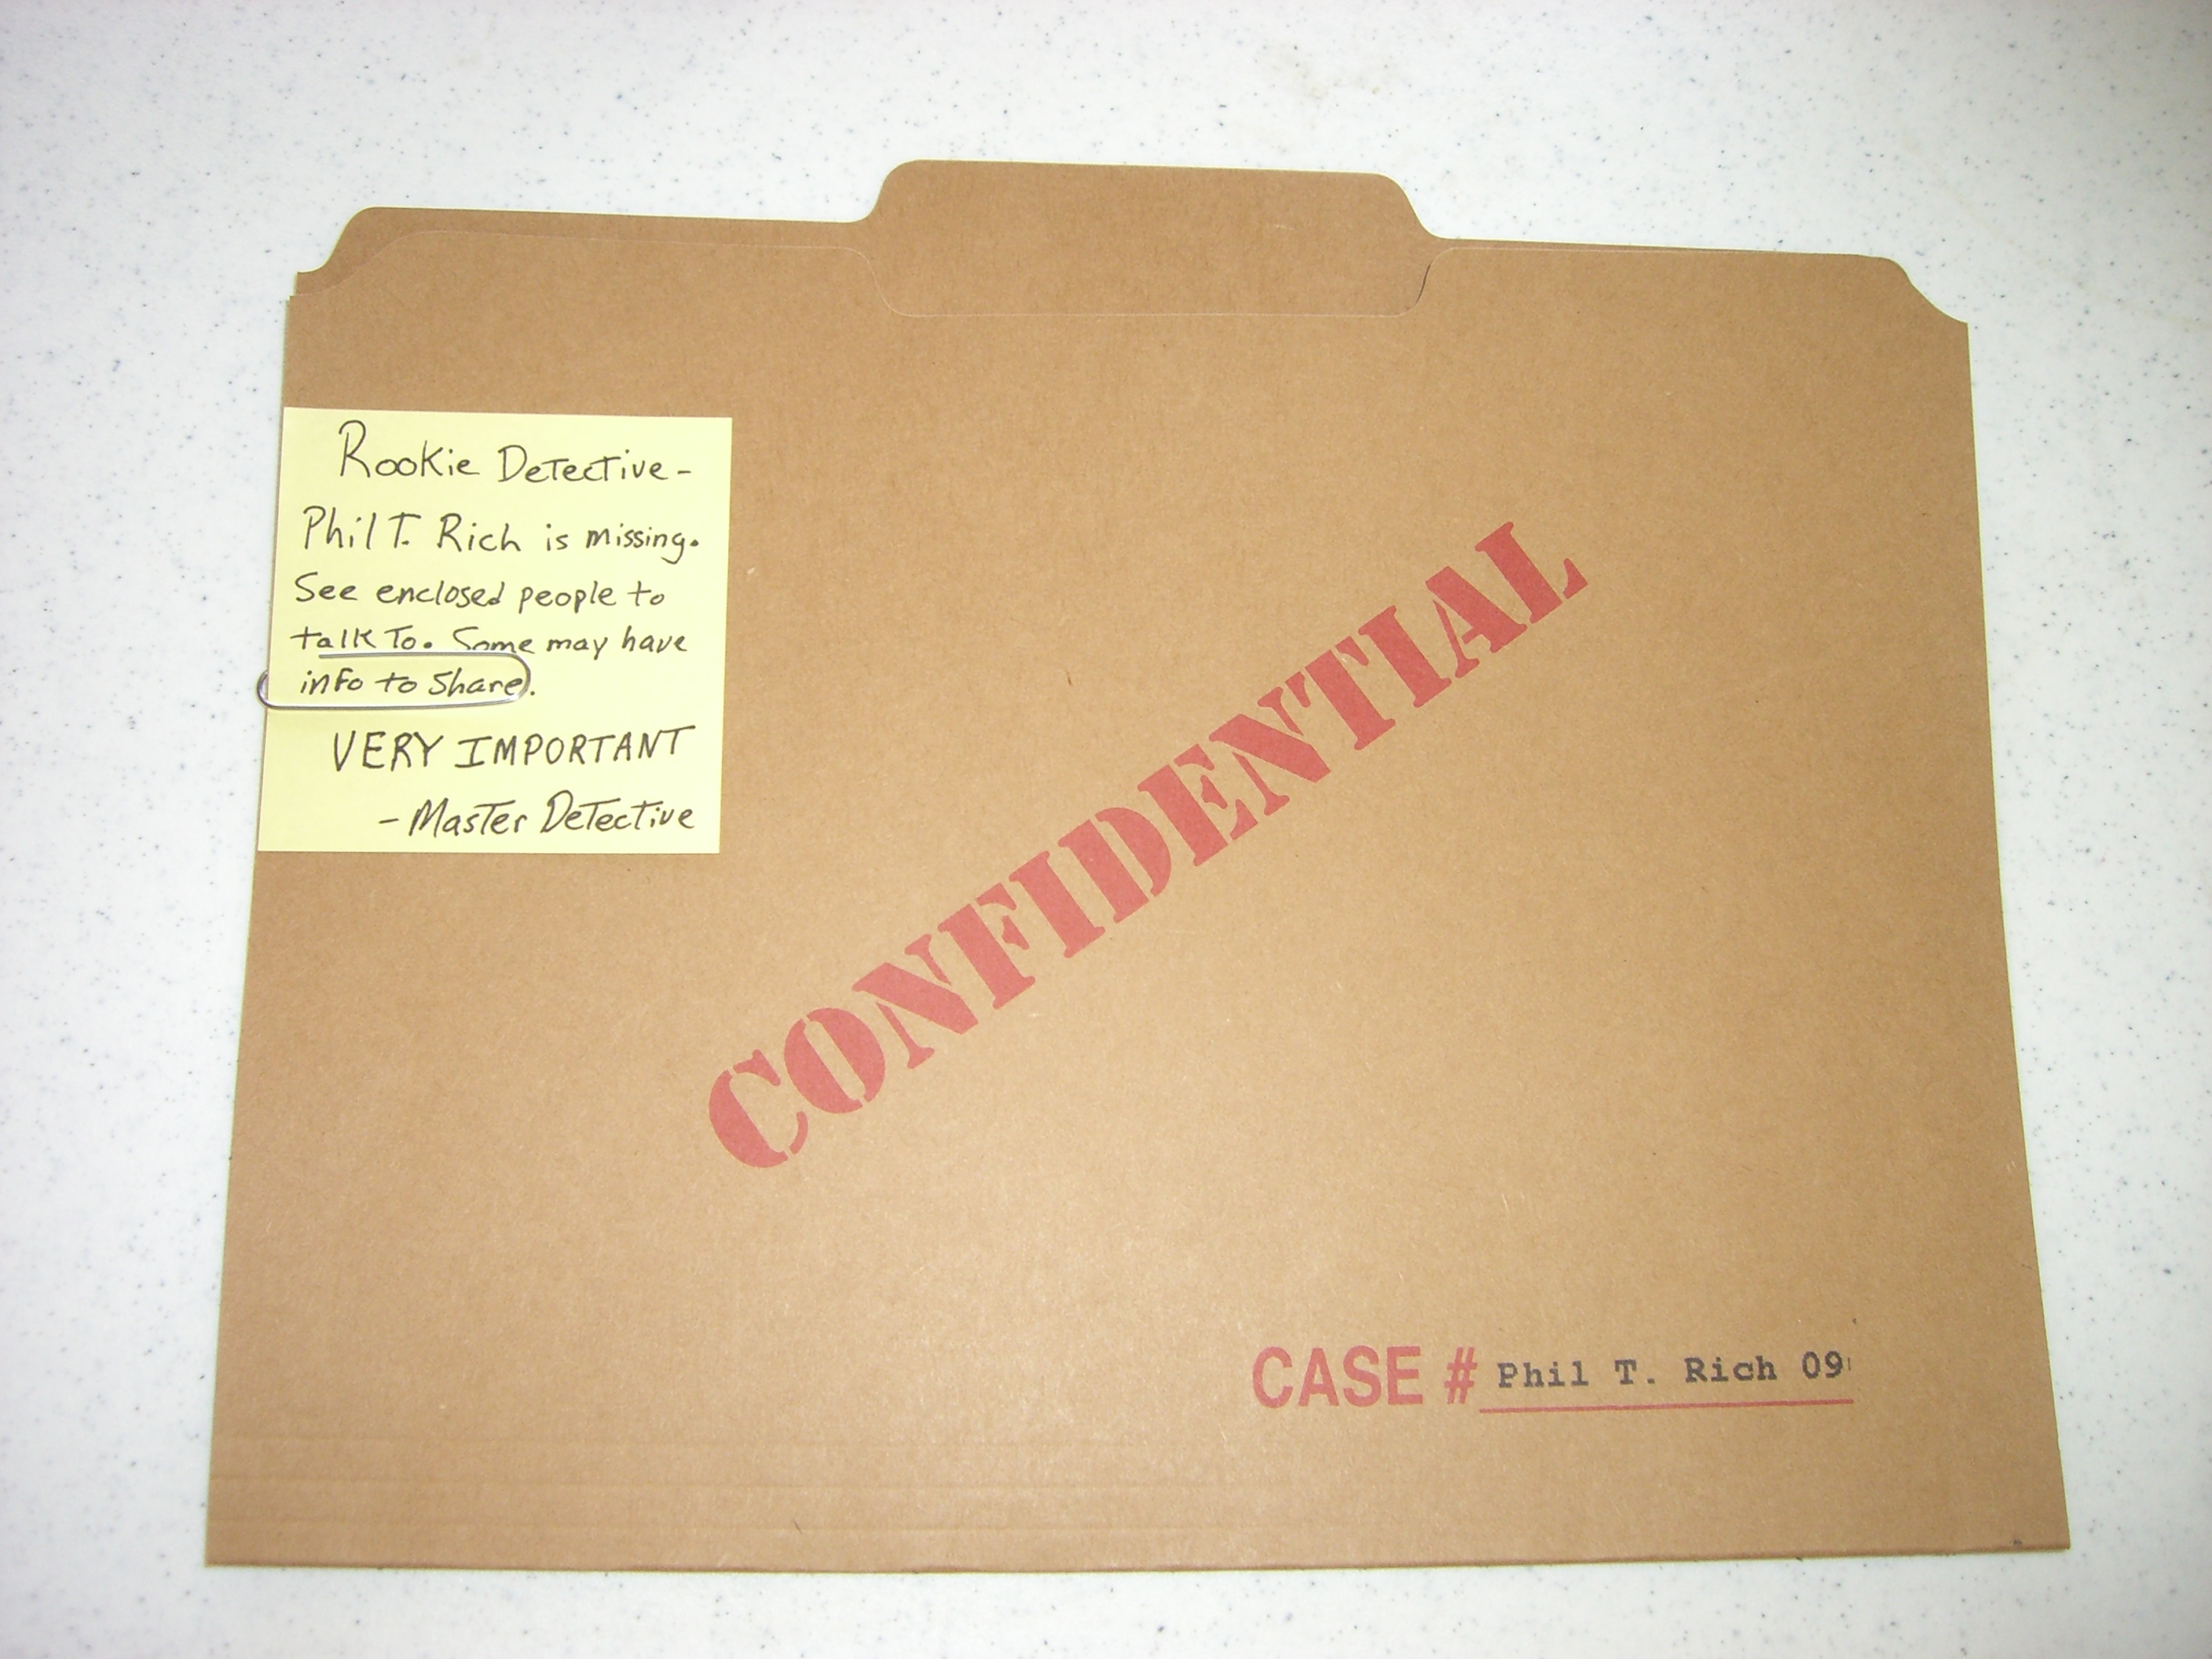 Rookie Detective-
Phil T. Rich is missing.
See enclosed people to
talk to. Some may have
info to share.
VERY IMPORTANT
- Master Detective
CONFIDENTIAL
CASE # Phil T. Rich 09